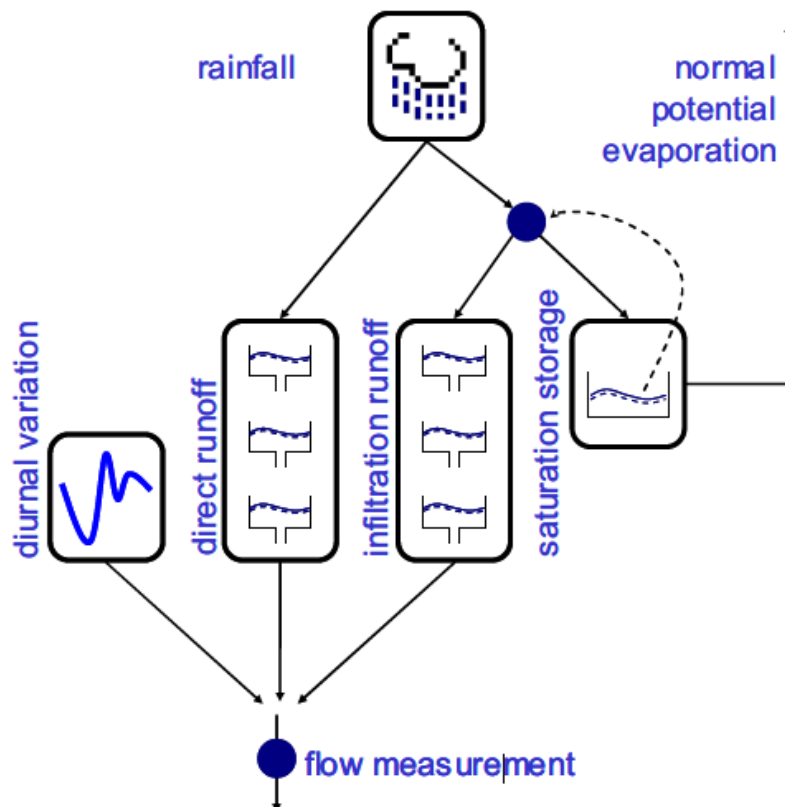 rainfall
normal
potential
evaporation
diurnal variation
direct runoff
infiltration runoff
saturation storage
flow measurement